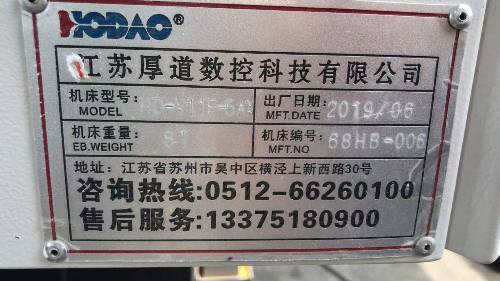 HODAO®
江苏厚道数控科技有限公司
机床型号: 出厂日期: 2019/06
MODEL MFT.DATE
机床重量: 8T 机床编号: 68HB-006
EB.WEIGHT MFT.NO
地址: 江苏省苏州市吴中区横泾上新西路30号
咨询热线:0512-66260100
售后服务:13375180900